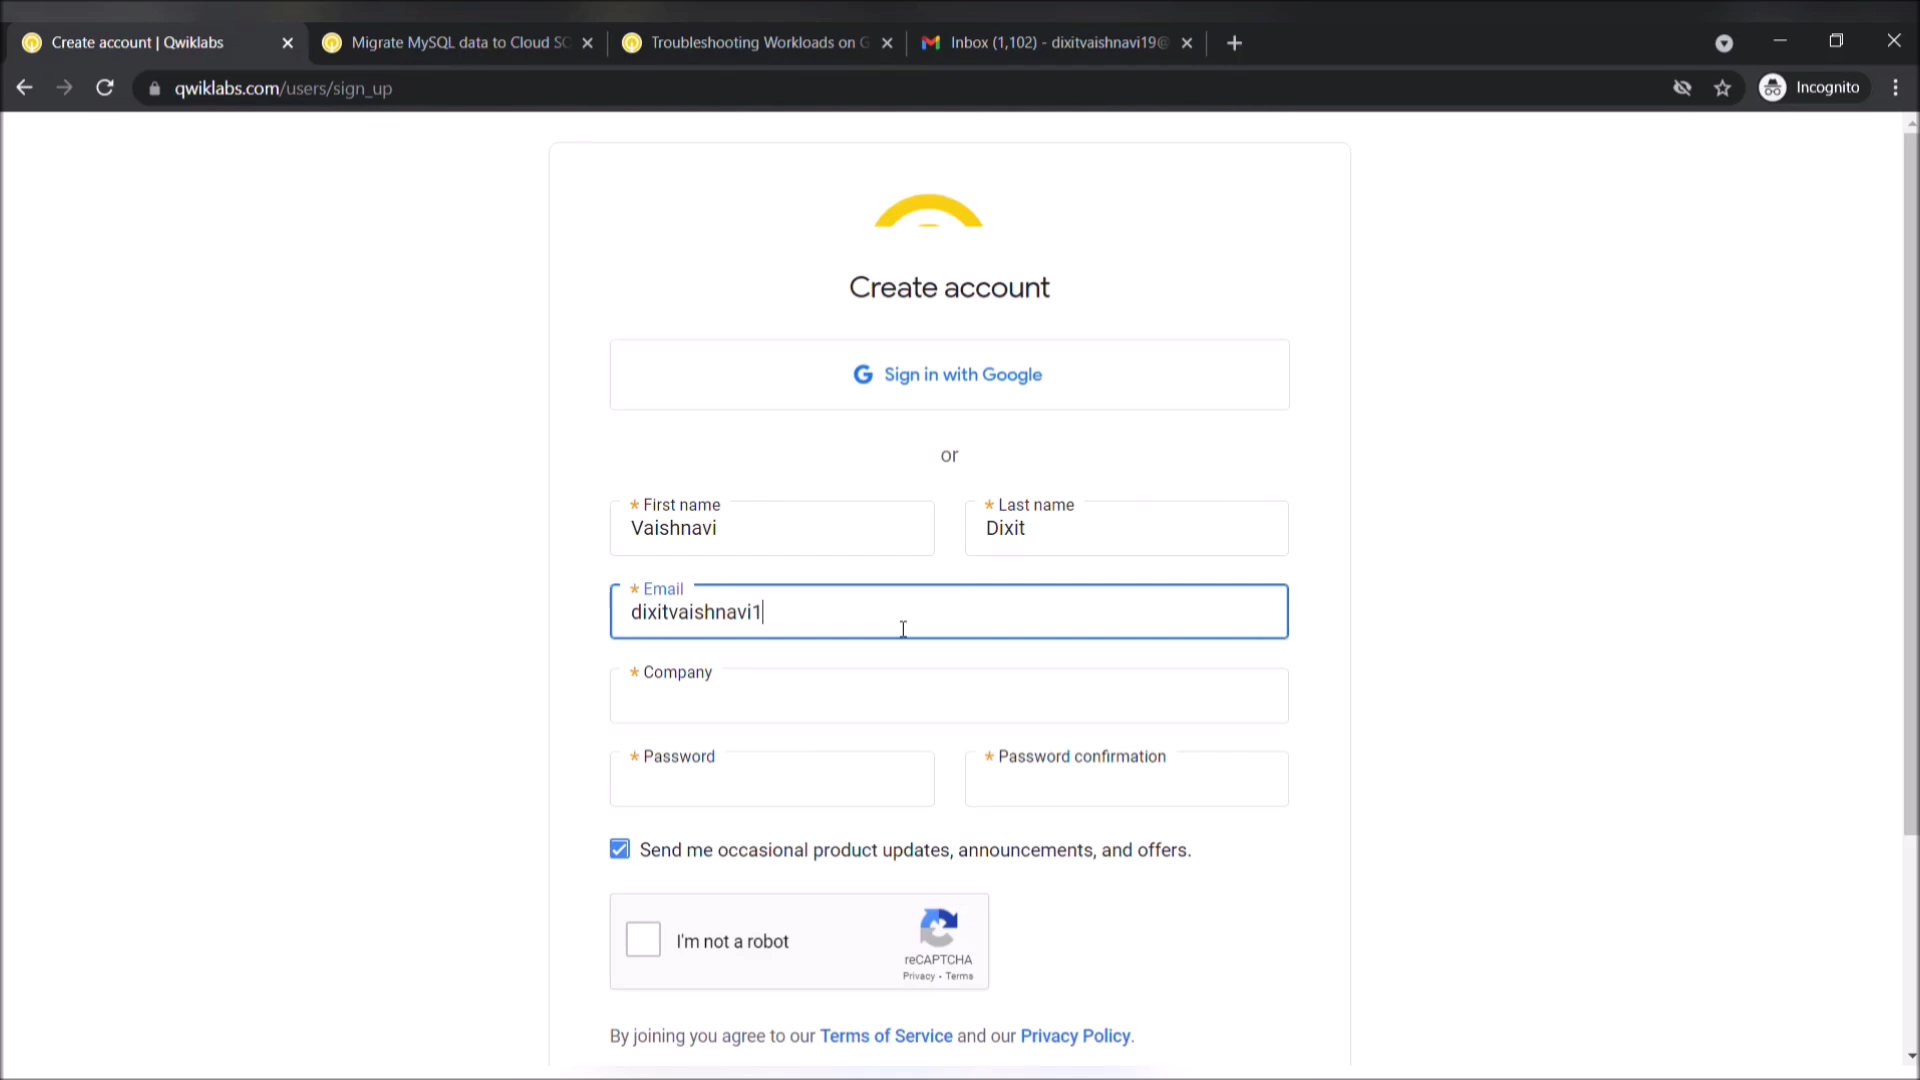 Create account | Qwiklabs
Migrate MySQL data to Cloud SQ
Troubleshooting Workloads on G
Inbox (1,102) - dixitvaishnavi19@
qwiklabs.com/users/sign_up
Incognito
Create account
Sign in with Google
or
* First name
* Last name
Vaishnavi
Dixit
* Email
dixitvaishnavi1
* Company
* Password
* Password confirmation
Send me occasional product updates, announcements, and offers.
I'm not a robot
reCAPTCHA
Privacy - Terms
By joining you agree to our Terms of Service and our Privacy Policy.